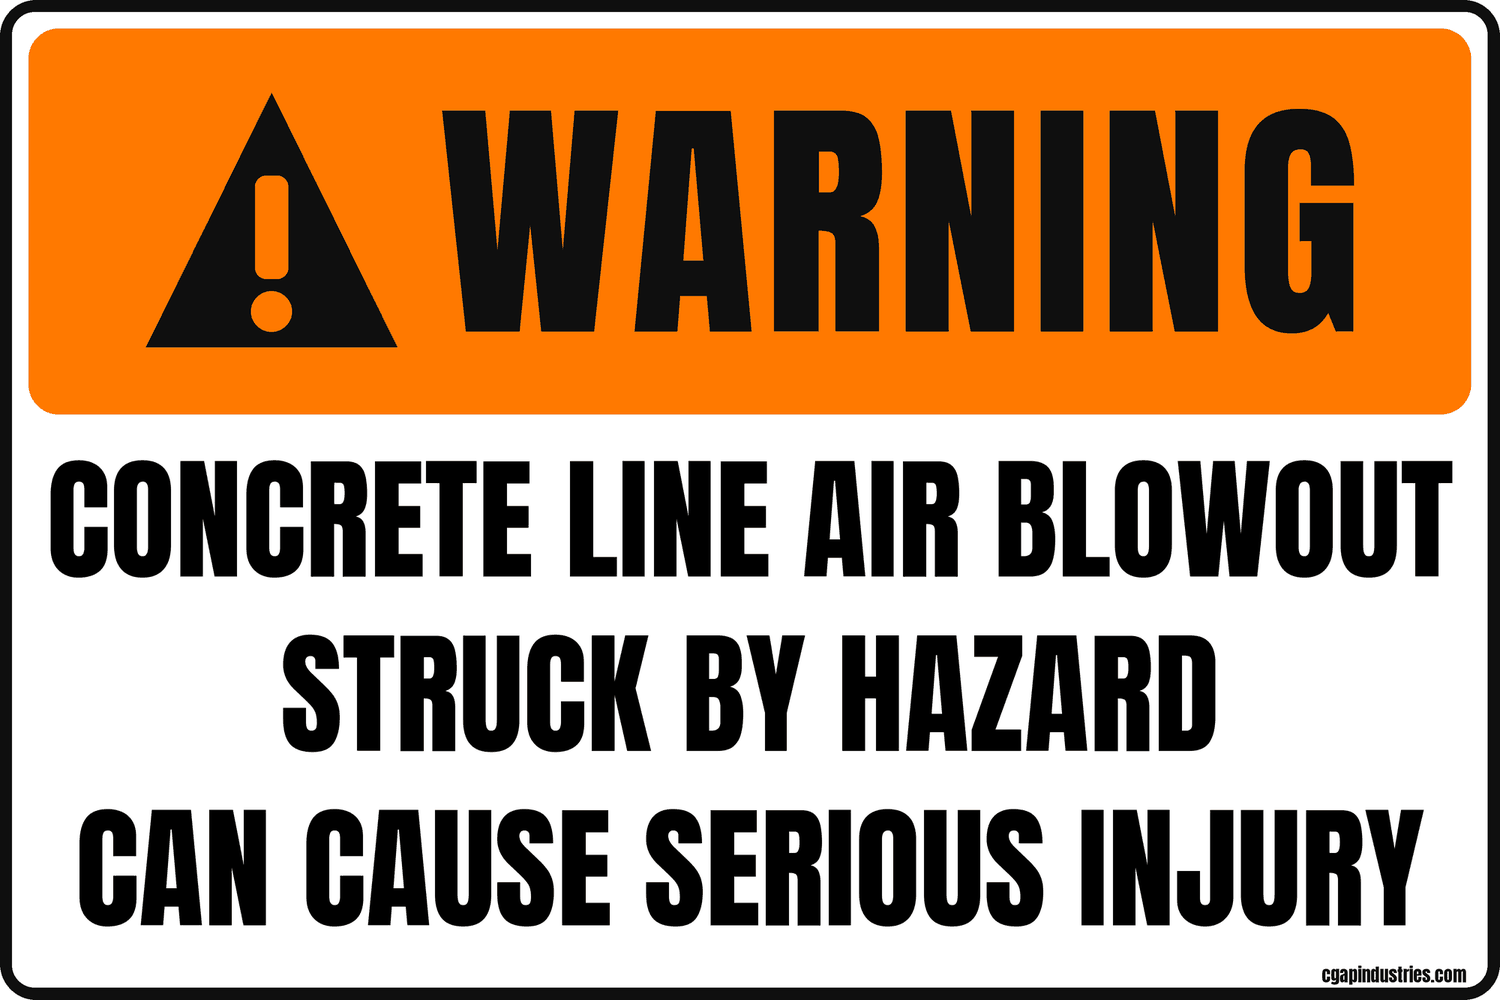 WARNING
CONCRETE LINE AIR BLOWOUT
STRUCK BY HAZARD
CAN CAUSE SERIOUS INJURY
cgapindustries.com